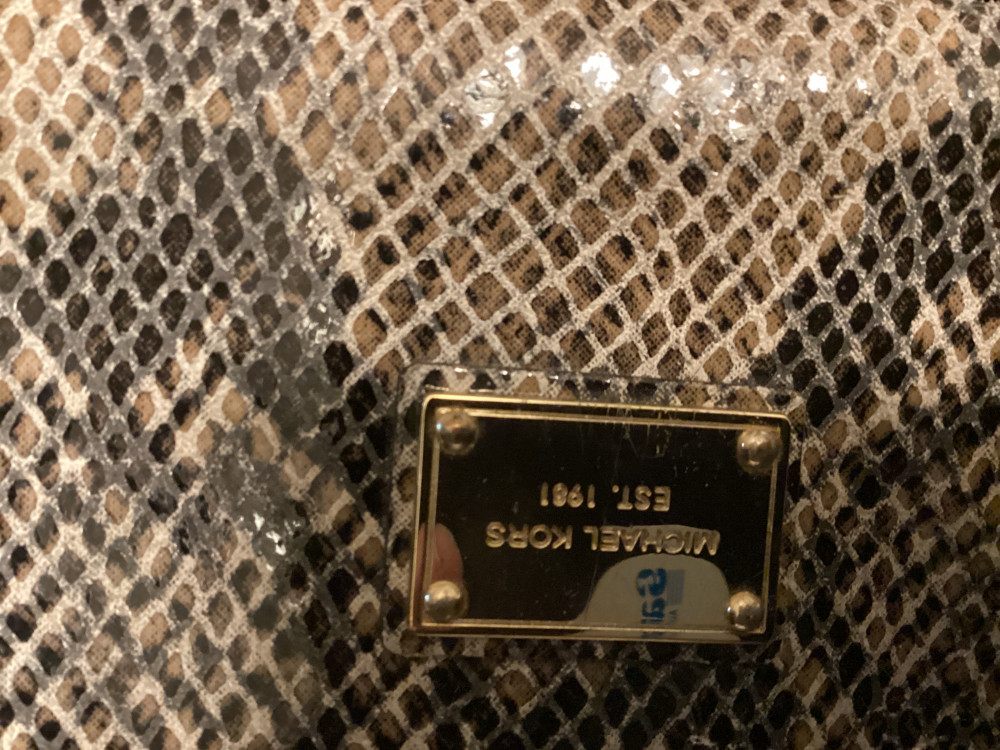 MICHAEL KORS
EST. 1981